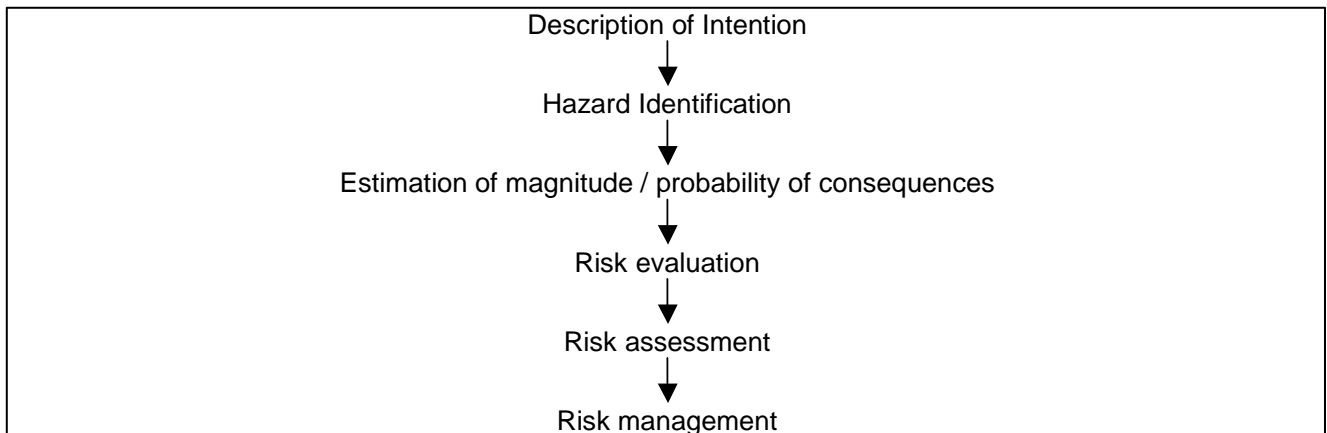 Description of Intention
Hazard Identification
Estimation of magnitude / probability of consequences
Risk evaluation
Risk assessment
Risk management